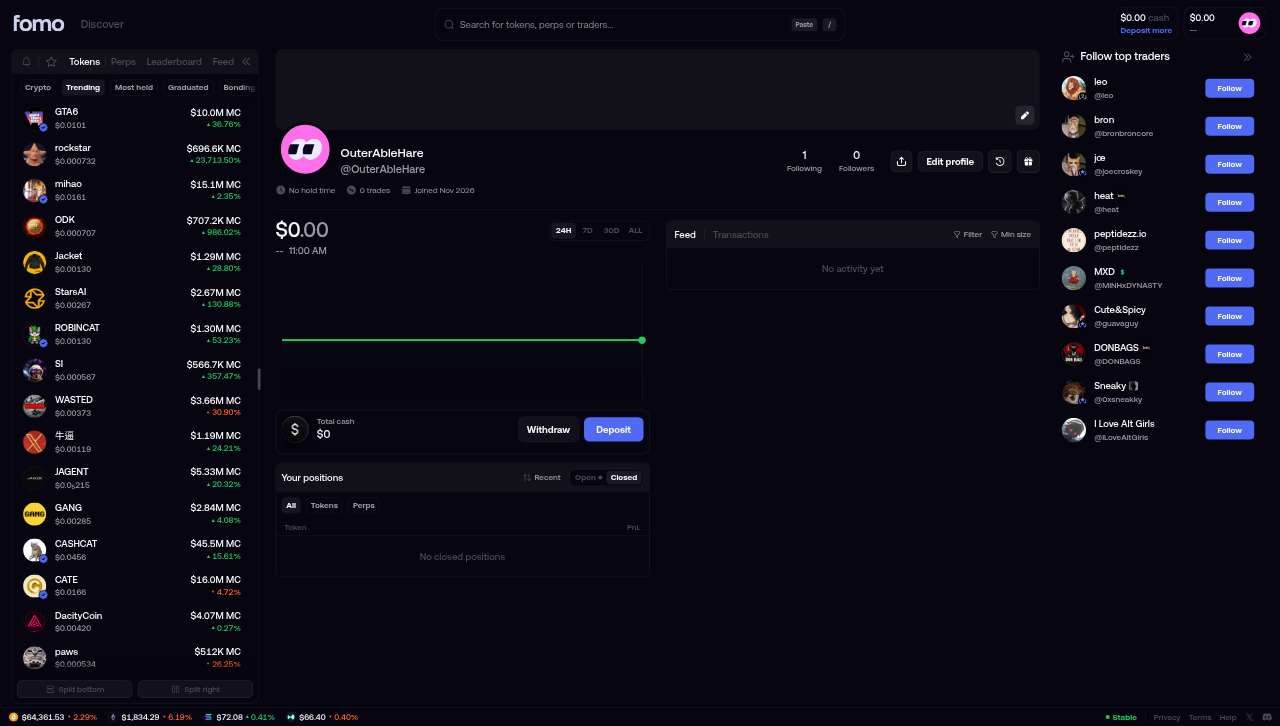 fomo Discover
Search for tokens, perps or traders... Paste /
$0.00 cash
Deposit more
$0.00
--
Tokens Perps Leaderboard Feed
Crypto Trending Most held Graduated Bonding
GTA6 $10.0M MC
$0.0101 36.76%
rockstar $696.6K MC
$0.000732 23,713.50%
mihao $15.1M MC
$0.0161 2.35%
ODK $707.2K MC
$0.000707 986.02%
Jacket $1.29M MC
$0.00130 28.80%
StarsAI $2.67M MC
$0.00267 130.88%
ROBINCAT $1.30M MC
$0.00130 53.23%
SI $566.7K MC
$0.000567 357.47%
WASTED $3.66M MC
$0.00373 30.90%
牛逼 $1.19M MC
$0.00119 24.21%
JAGENT $5.33M MC
$0.0₅215 20.32%
GANG $2.84M MC
$0.00285 4.08%
CASHCAT $45.5M MC
$0.0456 15.61%
CATE $16.0M MC
$0.0166 4.72%
DacityCoin $4.07M MC
$0.00420 0.27%
paws $512K MC
$0.000534 26.25%
Split bottom Split right
OuterAbleHare
@OuterAbleHare
1 Following
0 Followers
Edit profile
No hold time 0 trades Joined Nov 2026
$0.00
-- 11:00 AM
24H 7D 30D ALL
Total cash
$0
Withdraw Deposit
Your positions Recent Open Closed
All Tokens Perps
Token PnL
No closed positions
Feed Transactions Filter Min size
No activity yet
Follow top traders
leo
@leo
Follow
bron
@bronbroncore
Follow
jœ
@joecroskey
Follow
heat
@heat
Follow
peptidezz.io
@peptidezz
Follow
MXD
@MiNHxDYNASTY
Follow
Cute&Spicy
@guavaguy
Follow
DONBAGS
@DONBAGS
Follow
Sneaky
@0xsneakky
Follow
I Love Alt Girls
@ILoveAltGirls
Follow
$64,361.53 2.29% $1,834.29 6.19% $72.08 0.41% $66.40 0.40%
Stable Privacy Terms Help